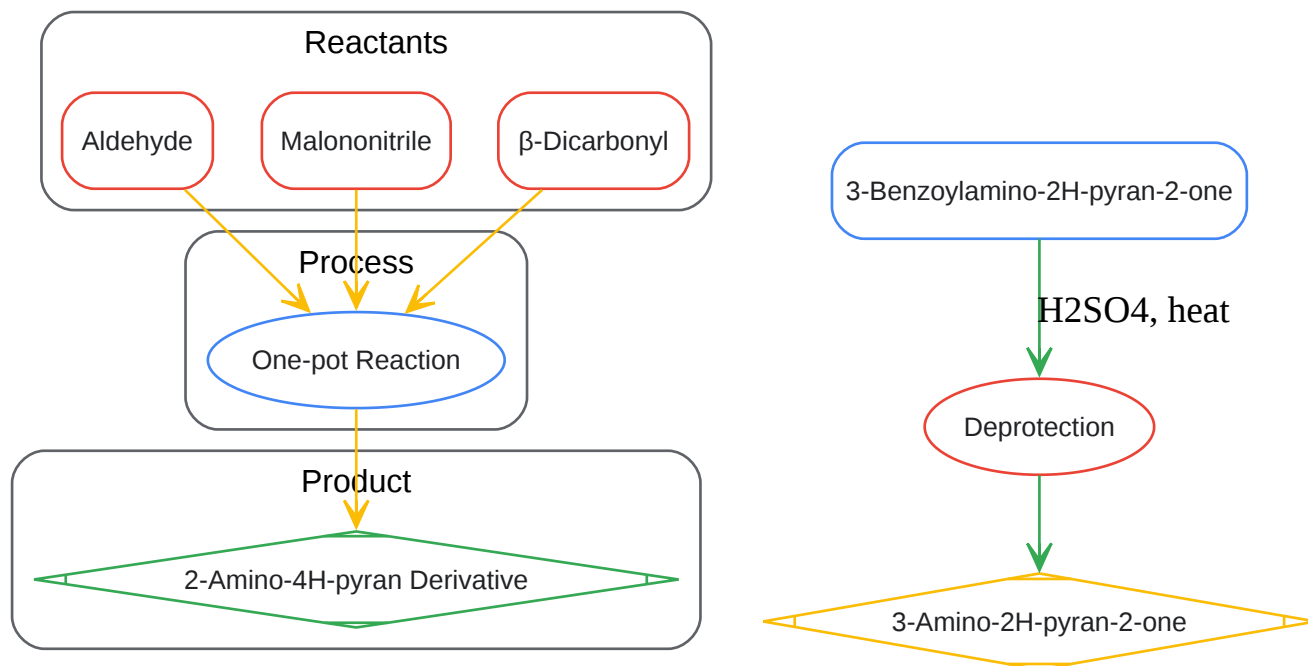 Reactants
Aldehyde
Malononitrile
β-Dicarbonyl
Process
One-pot Reaction
Product
2-Amino-4H-pyran Derivative
3-Benzoylamino-2H-pyran-2-one
H2SO4, heat
Deprotection
3-Amino-2H-pyran-2-one